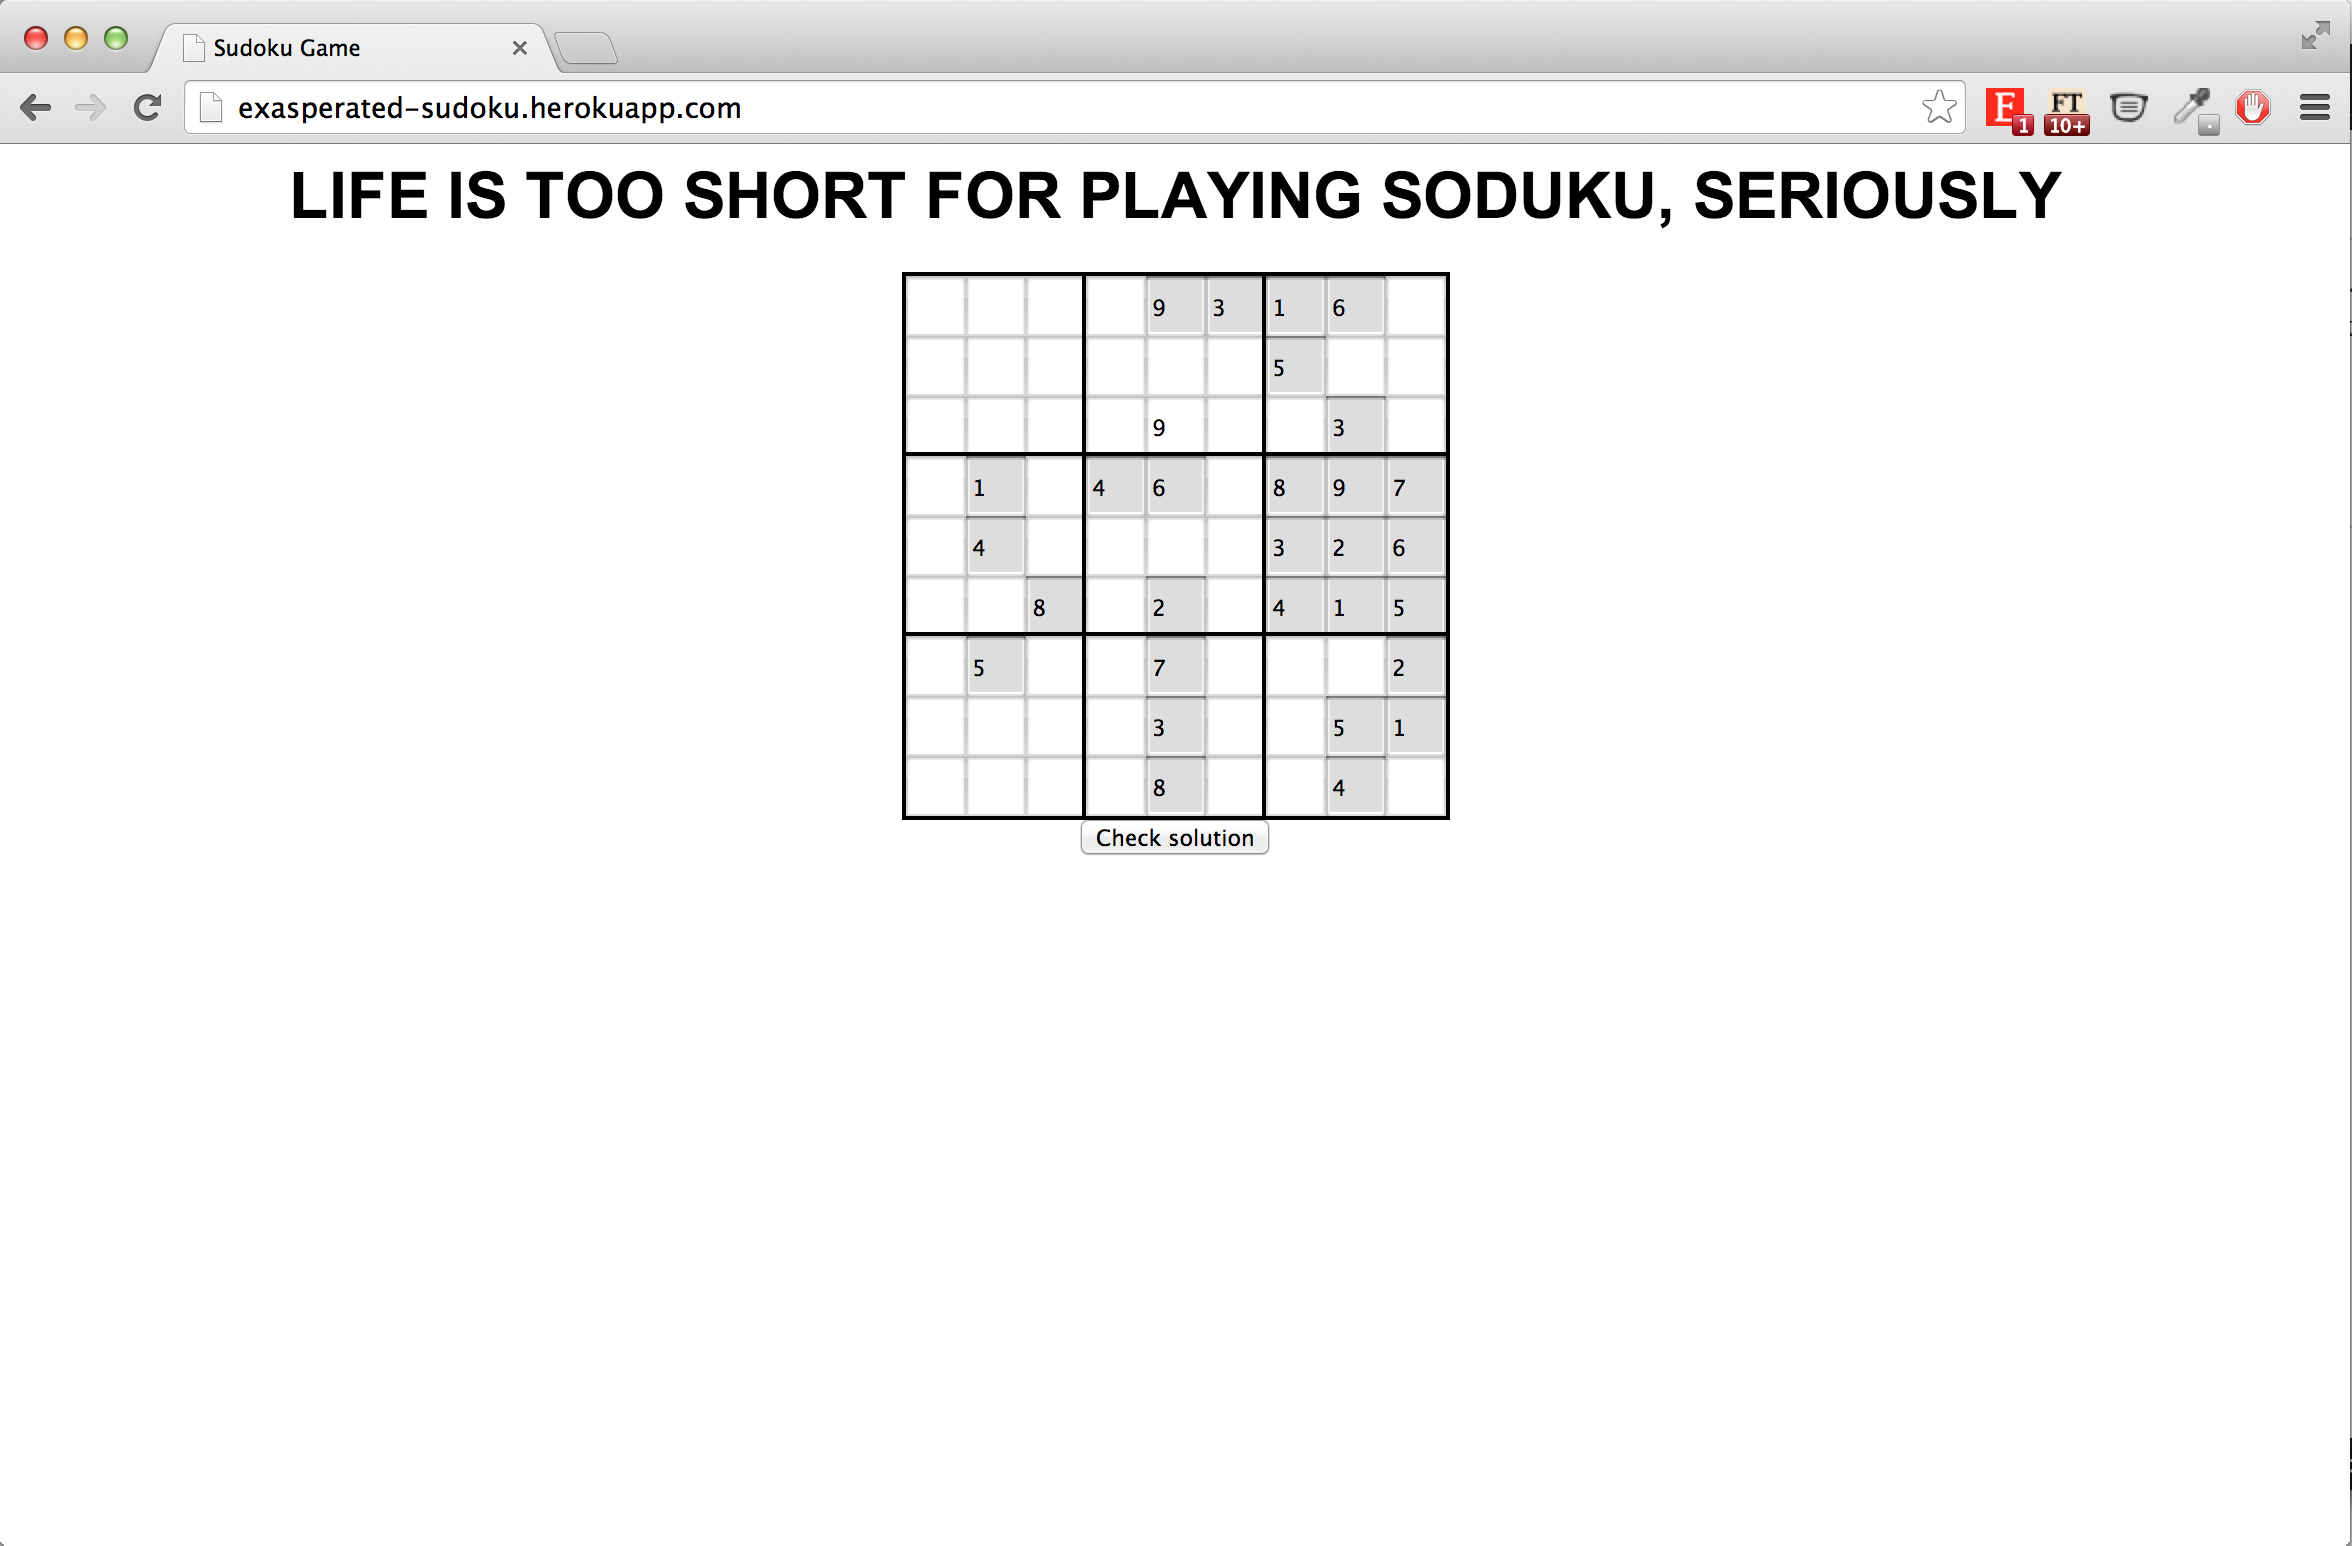 Sudoku Game
exasperated-sudoku.herokuapp.com
E 1 FT 10+
LIFE IS TOO SHORT FOR PLAYING SODUKU, SERIOUSLY
9 3 1 6
5
9 3
1 4 6 8 9 7
4 3 2 6
8 2 4 1 5
5 7 2
3 5 1
8 4
Check solution